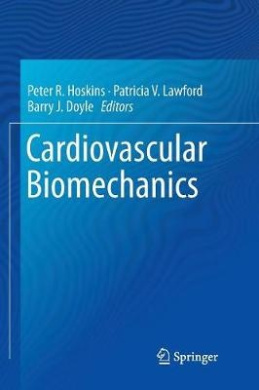 Peter R. Hoskins · Patricia V. Lawford
Barry J. Doyle Editors
Cardiovascular
Biomechanics
Springer